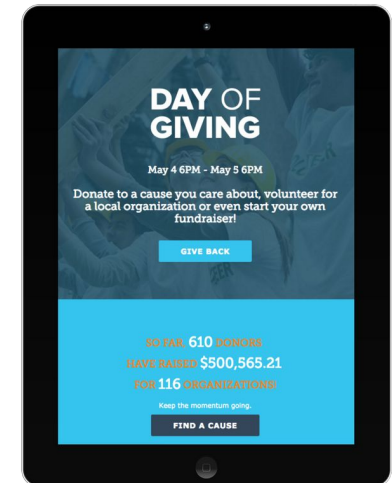 DAY OF
GIVING
May 4 6PM - May 5 6PM
Donate to a cause you care about, volunteer for
a local organization or even start your own
fundraiser!
GIVE BACK
SO FAR, 610 DONORS
HAVE RAISED $500,565.21
FOR 116 ORGANIZATIONS!
Keep the momentum going.
FIND A CAUSE